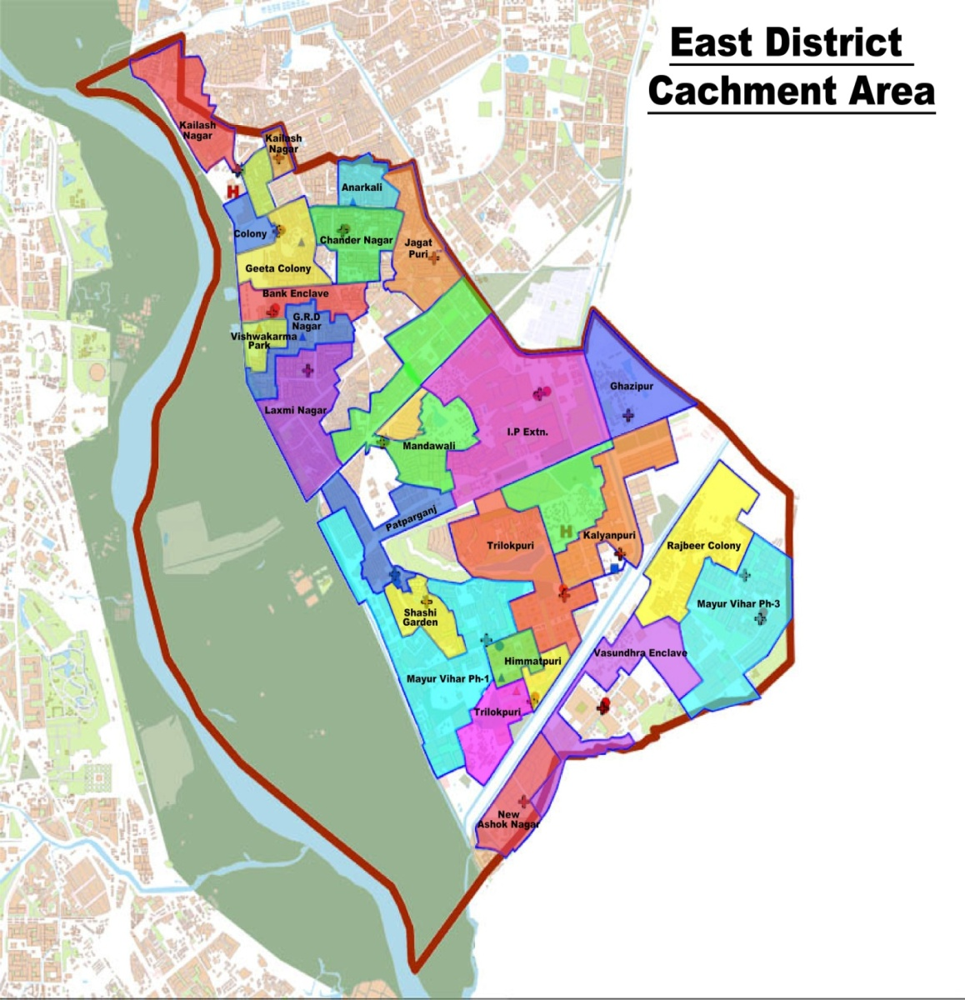 East District
Cachment Area
Kailash
Nagar
Kailash
Nagar
H
Anarkali
Colony
Chander Nagar
Jagat
Puri
Geeta Colony
Bank Enclave
G.R.D
Nagar
Vishwakarma
Park
Laxmi Nagar
Ghazipur
I.P Extn.
Mandawali
Patparganj
H
Kalyanpuri
Trilokpuri
Rajbeer Colony
Mayur Vihar Ph-3
Shashi
Garden
Vasundhra Enclave
Himmatpuri
Mayur Vihar Ph-1
Trilokpuri
New
Ashok Nagar